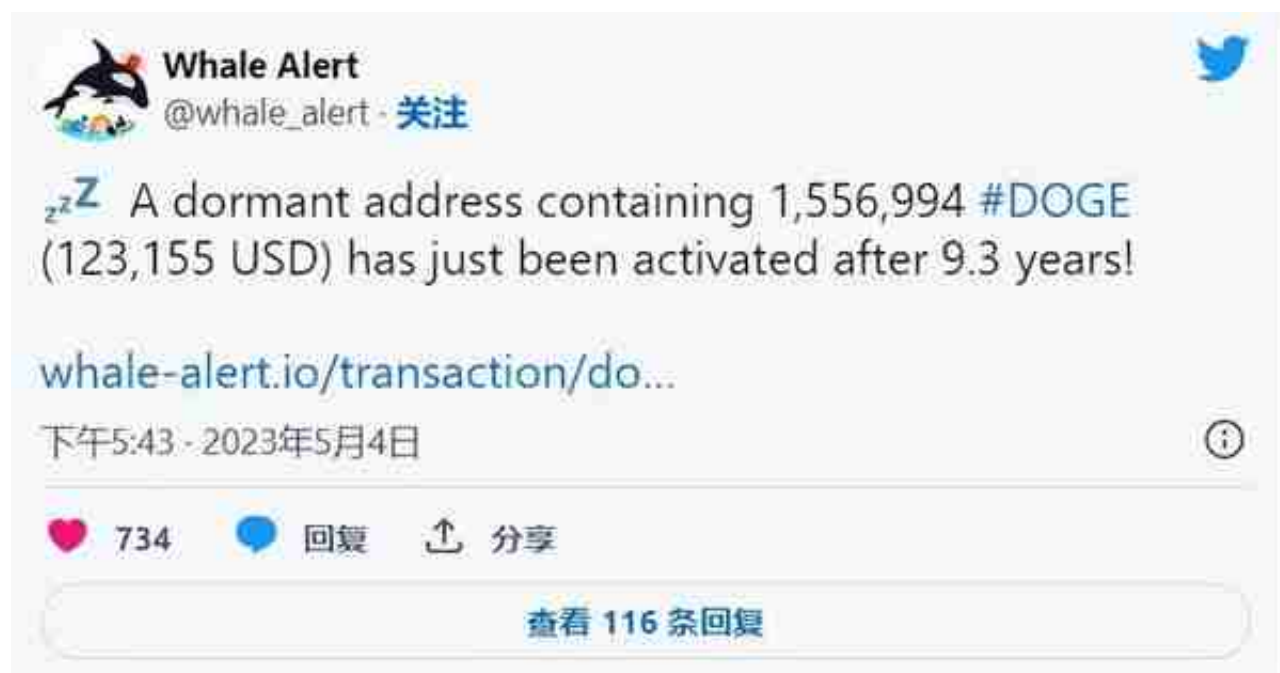 Whale Alert
@whale_alert · 关注
zzZ A dormant address containing 1,556,994 #DOGE
(123,155 USD) has just been activated after 9.3 years!
whale-alert.io/transaction/do...
下午5:43 · 2023年5月4日
734 回复 分享
查看 116 条回复